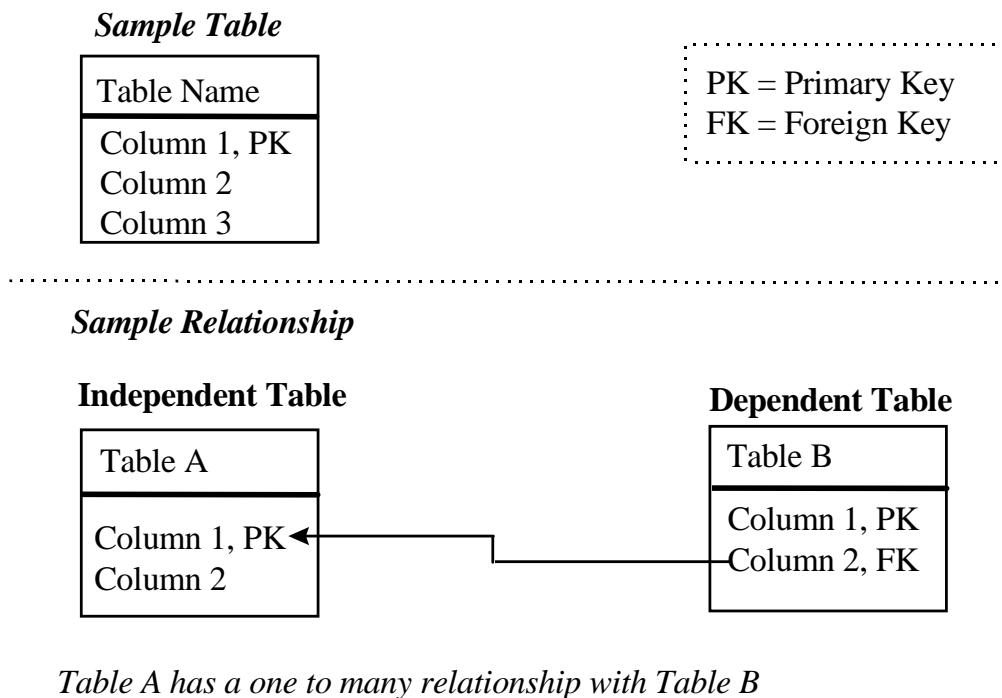 Sample Table
Table Name
Column 1, PK
Column 2
Column 3
PK = Primary Key
FK = Foreign Key
Sample Relationship
Independent Table
Table A
Column 1, PK
Column 2
Dependent Table
Table B
Column 1, PK
Column 2, FK
Table A has a one to many relationship with Table B